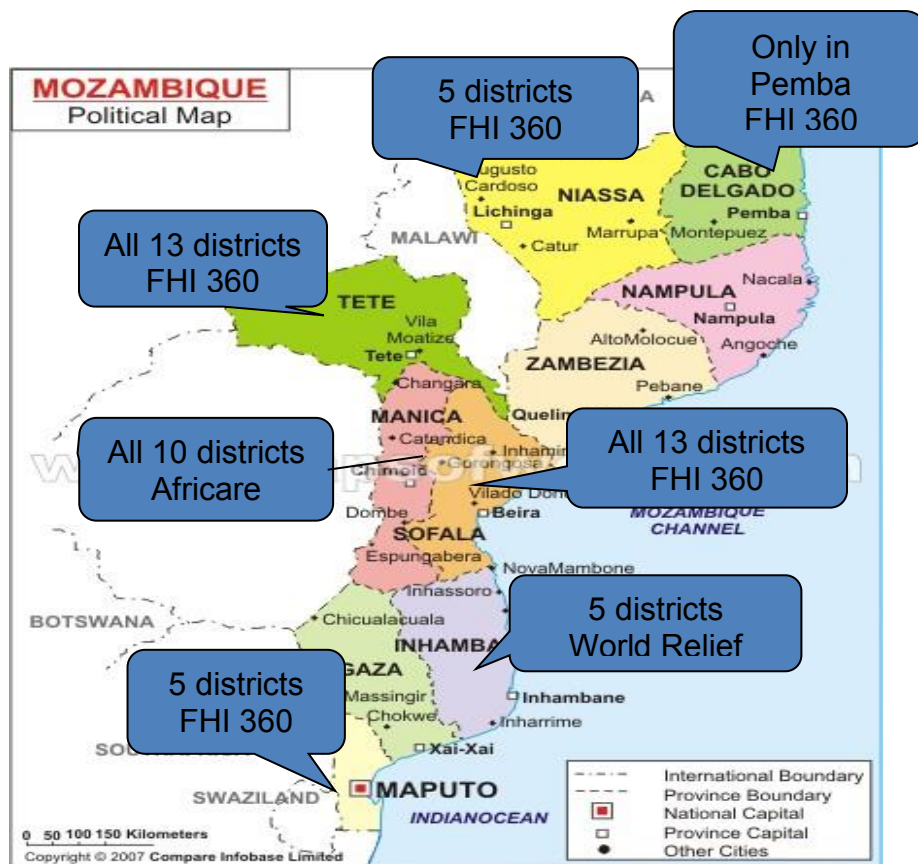 MOZAMBIQUE
Political Map
5 districts
FHI 360
Only in
Pemba
FHI 360
A
Cardoso
Lichinga
NIASSA
CABO
DELGADO
Pemba
Catur
Marrupa
Montepuez
MALAWI
All 13 districts
FHI 360
TETE
Nacala
NAMPULA
Nampula
Vila
Moatize
Tete
AltoMolocue
Angoche
ZAMBEZIA
Changara
Pebane
MANICA
Catandica
All 10 districts
Africare
Gorongosa
Dombe
All 13 districts
FHI 360
Beira
MOZAMBIQUE
CHANNEL
SOFALA
Espungabera
NovaMambone
Inhassoro
BOTSWANA
Chicualacuala
5 districts
World Relief
INHAMBA
GAZA
5 districts
FHI 360
Massingir
Chokwe
Inhambane
Inharrime
Xai-Xai
SWAZILAND
MAPUTO
INDIANOCEAN
International Boundary
Province Boundary
National Capital
Province Capital
Other Cities
0 50 100 150 Kilometers
Copyright © 2007 Compare Infobase Limited